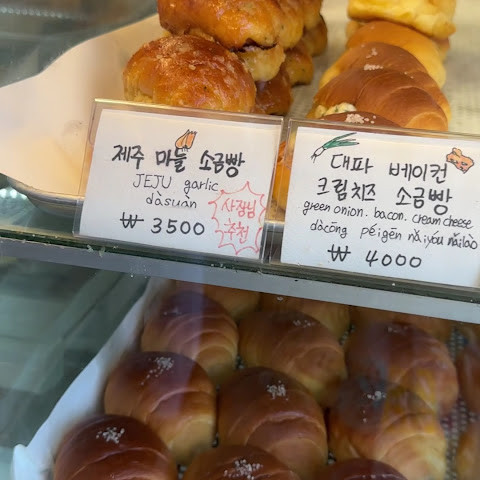 제주 마늘 소금빵
JEJU garlic
dàsuàn
₩ 3500
사장님
추천
대파 베이컨
크림치즈 소금빵
green onion. bacon. cream cheese
dàcōng péigēn nǎiyóu nǎilào
₩ 4000